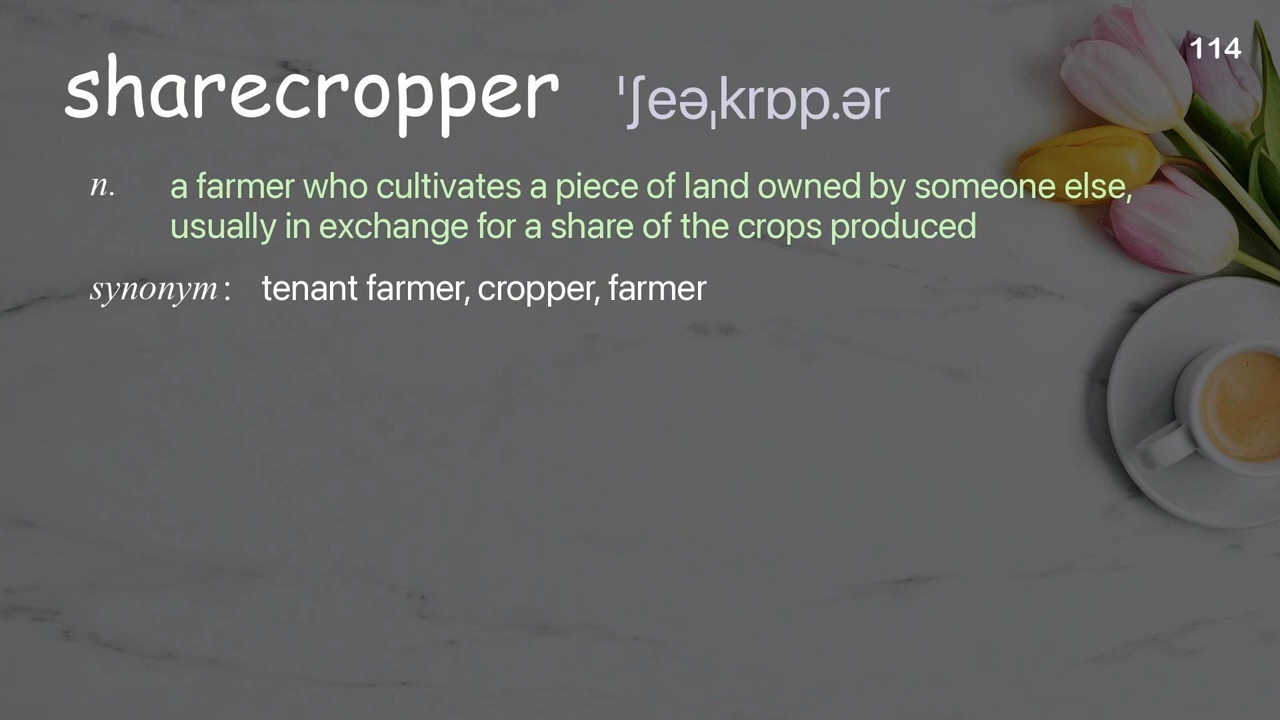 114
sharecropper ˈʃeəˌkrɒp.ər
n. a farmer who cultivates a piece of land owned by someone else,
usually in exchange for a share of the crops produced
synonym: tenant farmer, cropper, farmer